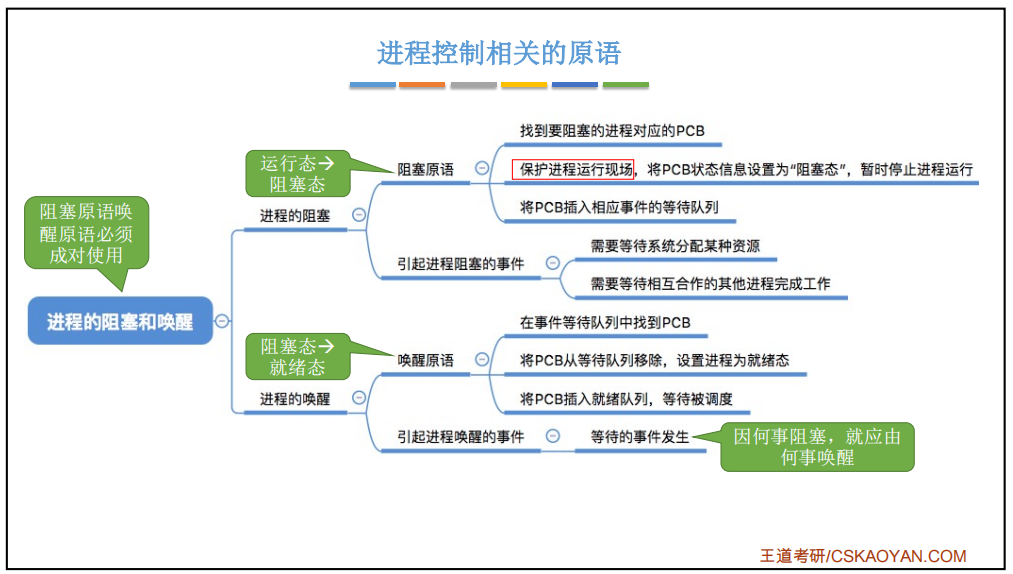 进程控制相关的原语
找到要阻塞的进程对应的PCB
运行态→
阻塞态
阻塞原语
保护进程运行现场，将PCB状态信息设置为“阻塞态”，暂时停止进程运行
将PCB插入相应事件的等待队列
进程的阻塞
阻塞原语唤
醒原语必须
成对使用
引起进程阻塞的事件
需要等待系统分配某种资源
需要等待相互合作的其他进程完成工作
进程的阻塞和唤醒
阻塞态→
就绪态
唤醒原语
在事件等待队列中找到PCB
将PCB从等待队列移除，设置进程为就绪态
将PCB插入就绪队列，等待被调度
进程的唤醒
引起进程唤醒的事件
等待的事件发生
因何事阻塞，就应由
何事唤醒
王道考研/CSKAOYAN.COM